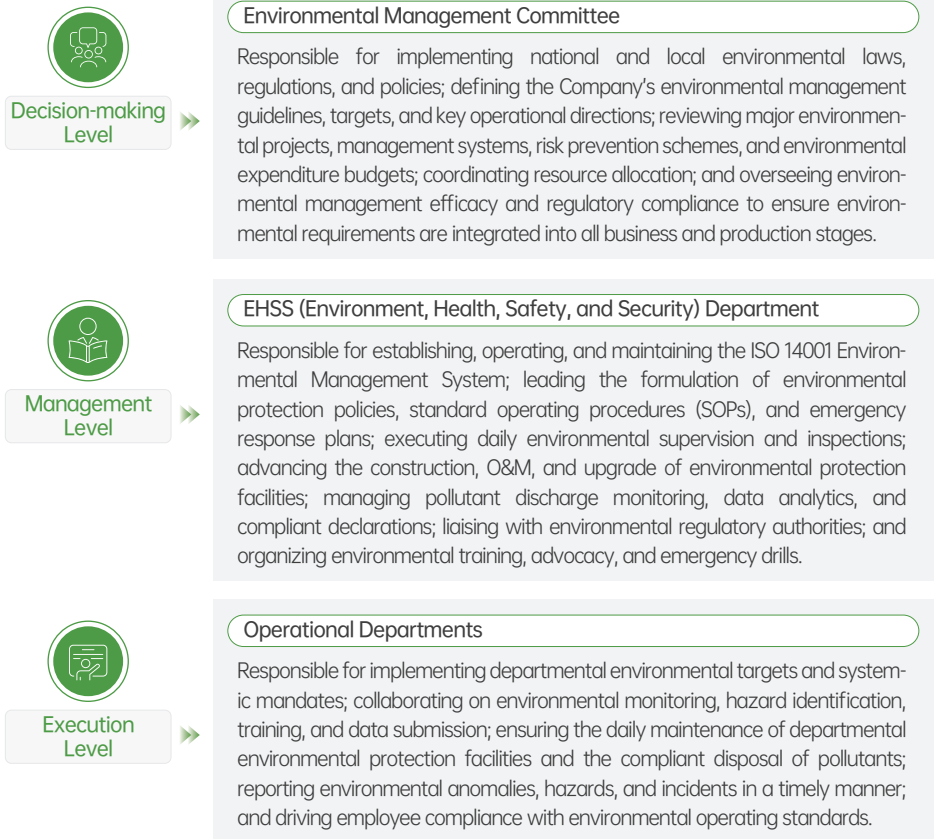 Environmental Management Committee
Decision-making
Level
Responsible for implementing national and local environmental laws,
regulations, and policies; defining the Company's environmental management
guidelines, targets, and key operational directions; reviewing major environmen-
tal projects, management systems, risk prevention schemes, and environmental
expenditure budgets; coordinating resource allocation; and overseeing environ-
mental management efficacy and regulatory compliance to ensure environ-
mental requirements are integrated into all business and production stages.
EHSS (Environment, Health, Safety, and Security) Department
Management
Level
Responsible for establishing, operating, and maintaining the ISO 14001 Environ-
mental Management System; leading the formulation of environmental
protection policies, standard operating procedures (SOPs), and emergency
response plans; executing daily environmental supervision and inspections;
advancing the construction, O&M, and upgrade of environmental protection
facilities; managing pollutant discharge monitoring, data analytics, and
compliant declarations; liaising with environmental regulatory authorities; and
organizing environmental training, advocacy, and emergency drills.
Operational Departments
Execution
Level
Responsible for implementing departmental environmental targets and system-
ic mandates; collaborating on environmental monitoring, hazard identification,
training, and data submission; ensuring the daily maintenance of departmental
environmental protection facilities and the compliant disposal of pollutants;
reporting environmental anomalies, hazards, and incidents in a timely manner;
and driving employee compliance with environmental operating standards.